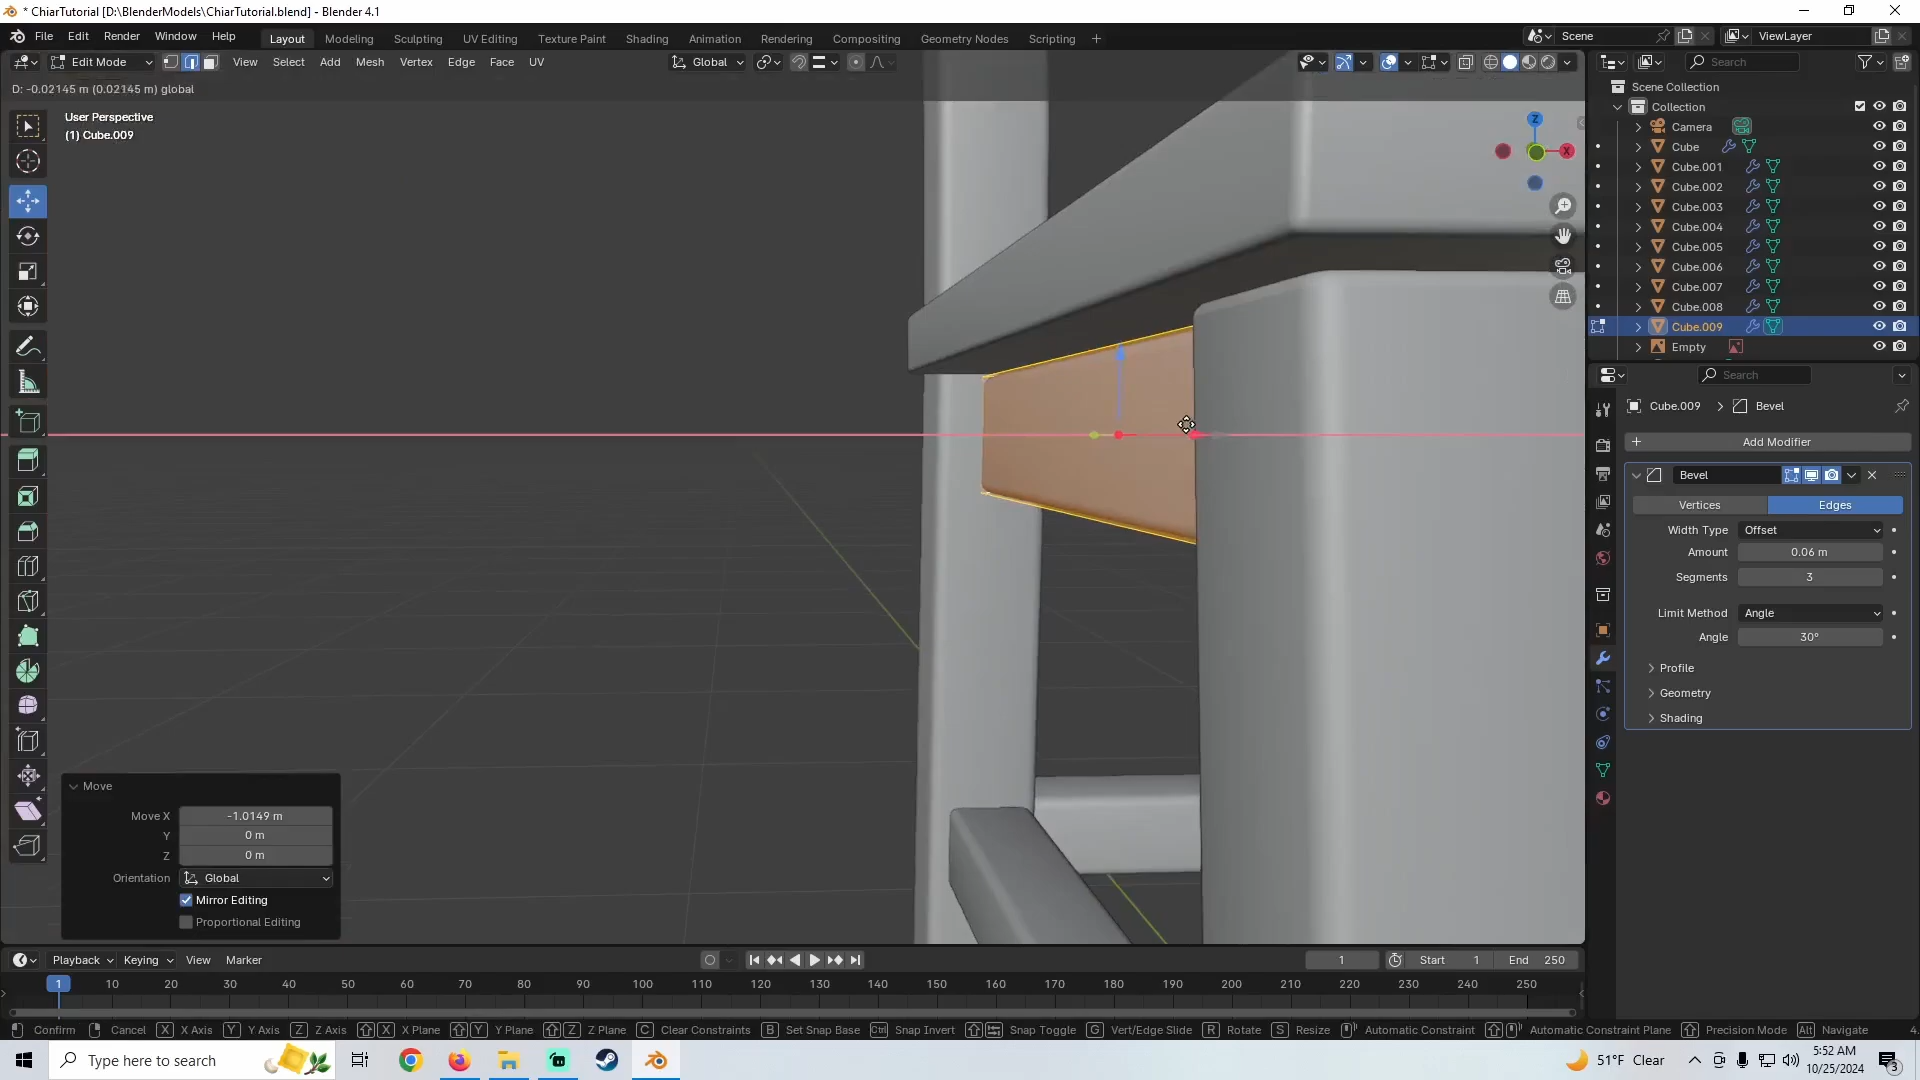 * ChiarTutorial [D:\BlenderModels\ChiarTutorial.blend] - Blender 4.1
File Edit Render Window Help Layout Modeling Sculpting UV Editing Texture Paint Shading Animation Rendering Compositing Geometry Nodes Scripting + Scene ViewLayer
Edit Mode View Select Add Mesh Vertex Edge Face UV Global Search
D: -0.02145 m (0.02145 m) global
User Perspective
(1) Cube.009
Z
X
Scene Collection
Collection
Camera
Cube
Cube.001
Cube.002
Cube.003
Cube.004
Cube.005
Cube.006
Cube.007
Cube.008
Cube.009
Empty
Search
Cube.009 > Bevel
+ Add Modifier
Bevel
Vertices Edges
Width Type Offset
Amount 0.06 m
Segments 3
Limit Method Angle
Angle 30°
Profile
Geometry
Shading
Move
Move X -1.0149 m
Y 0 m
Z 0 m
Orientation Global
Mirror Editing
Proportional Editing
Playback Keying View Marker 1 Start 1 End 250
1 10 20 30 40 50 60 70 80 90 100 110 120 130 140 150 160 170 180 190 200 210 220 230 240 250
Confirm Cancel X X Axis Y Y Axis Z Z Axis X X Plane Y Y Plane Z Z Plane C Clear Constraints B Set Snap Base Ctrl Snap Invert Snap Toggle G Vert/Edge Slide R Rotate S Resize Automatic Constraint Automatic Constraint Plane Precision Mode Alt Navigate 4.
Type here to search 51°F Clear 5:52 AM
10/25/2024 3